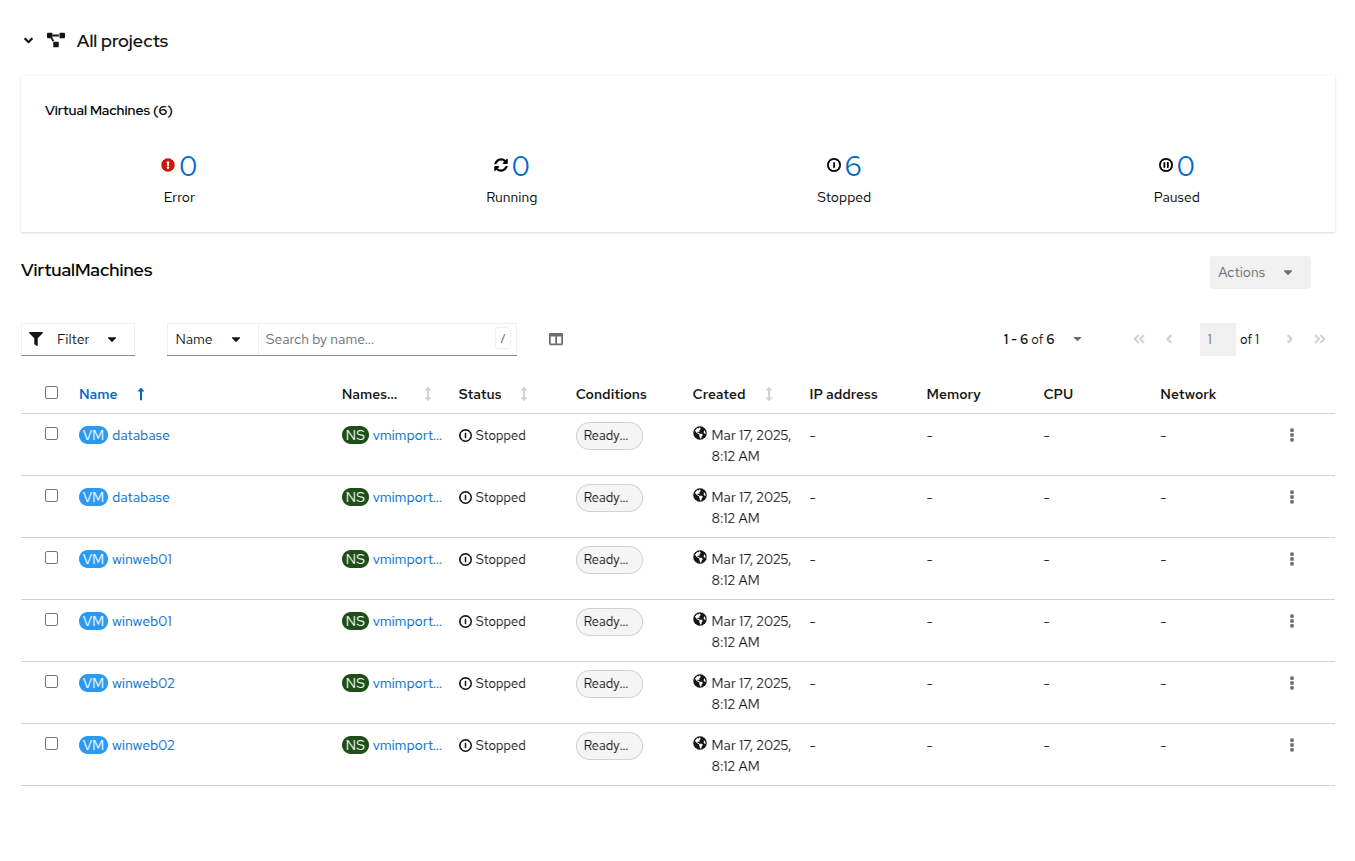 All projects
Virtual Machines (6)
0 0 6 0
Error Running Stopped Paused
VirtualMachines
Actions
Filter Name Search by name... / 1 - 6 of 6 1 of 1
Name Names... Status Conditions Created IP address Memory CPU Network
VM database NS vmimport... Stopped Ready... Mar 17, 2025, - - - -
8:12 AM
VM database NS vmimport... Stopped Ready... Mar 17, 2025, - - - -
8:12 AM
VM winweb01 NS vmimport... Stopped Ready... Mar 17, 2025, - - - -
8:12 AM
VM winweb01 NS vmimport... Stopped Ready... Mar 17, 2025, - - - -
8:12 AM
VM winweb02 NS vmimport... Stopped Ready... Mar 17, 2025, - - - -
8:12 AM
VM winweb02 NS vmimport... Stopped Ready... Mar 17, 2025, - - - -
8:12 AM